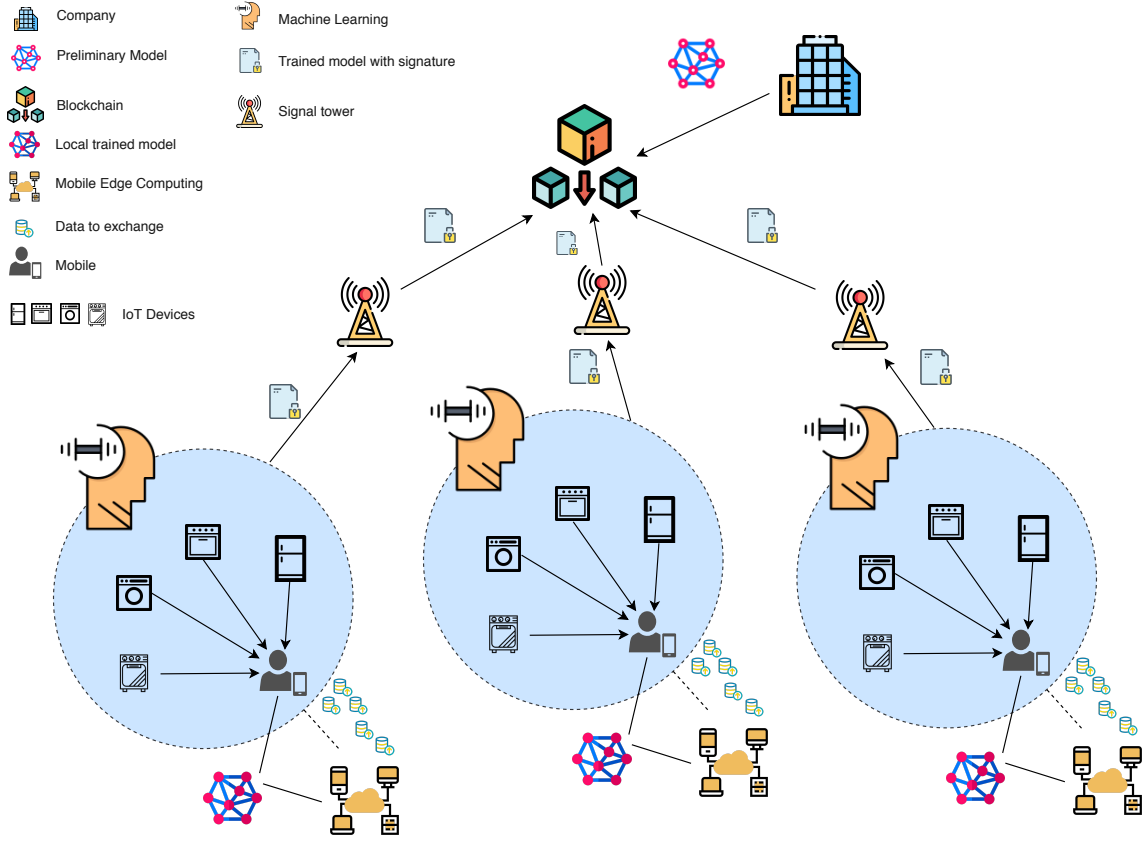 Company
Preliminary Model
Blockchain
Local trained model
Mobile Edge Computing
Data to exchange
Mobile
IoT Devices
Machine Learning
Trained model with signature
Signal tower